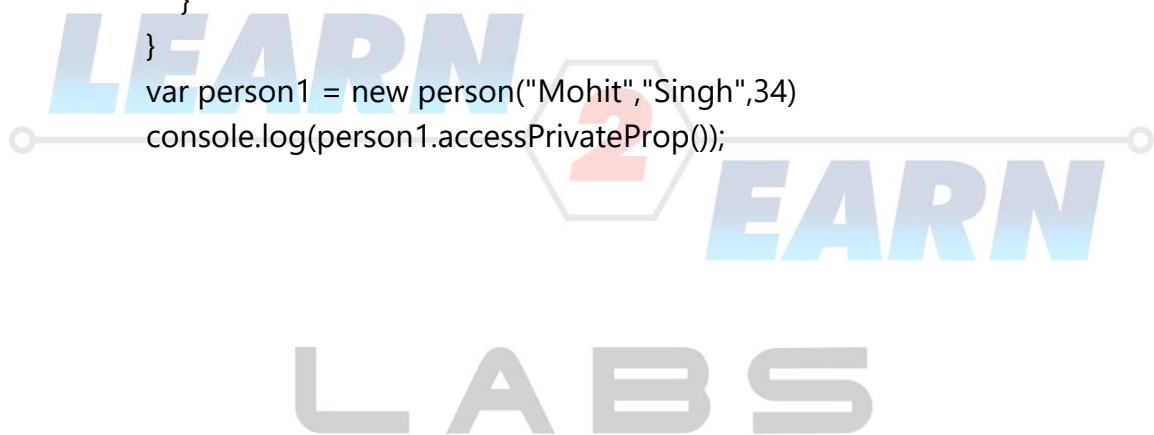 }
}
var person1 = new person("Mohit","Singh",34)
console.log(person1.accessPrivateProp());
LEARN
2
EARN
LABS